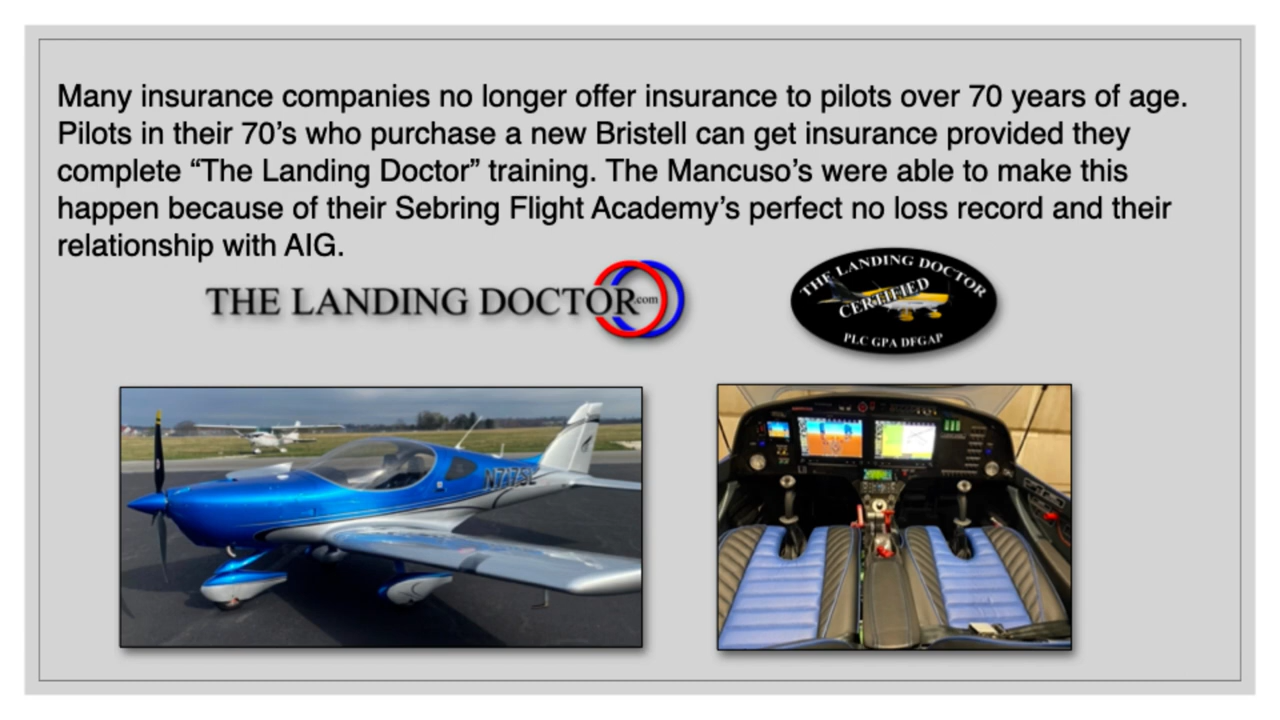 Many insurance companies no longer offer insurance to pilots over 70 years of age.
Pilots in their 70’s who purchase a new Bristell can get insurance provided they
complete “The Landing Doctor” training. The Mancuso’s were able to make this
happen because of their Sebring Flight Academy’s perfect no loss record and their
relationship with AIG.
THE LANDING DOCTOR.com
THE LANDING DOCTOR
CERTIFIED
PLC GPA DFGAP